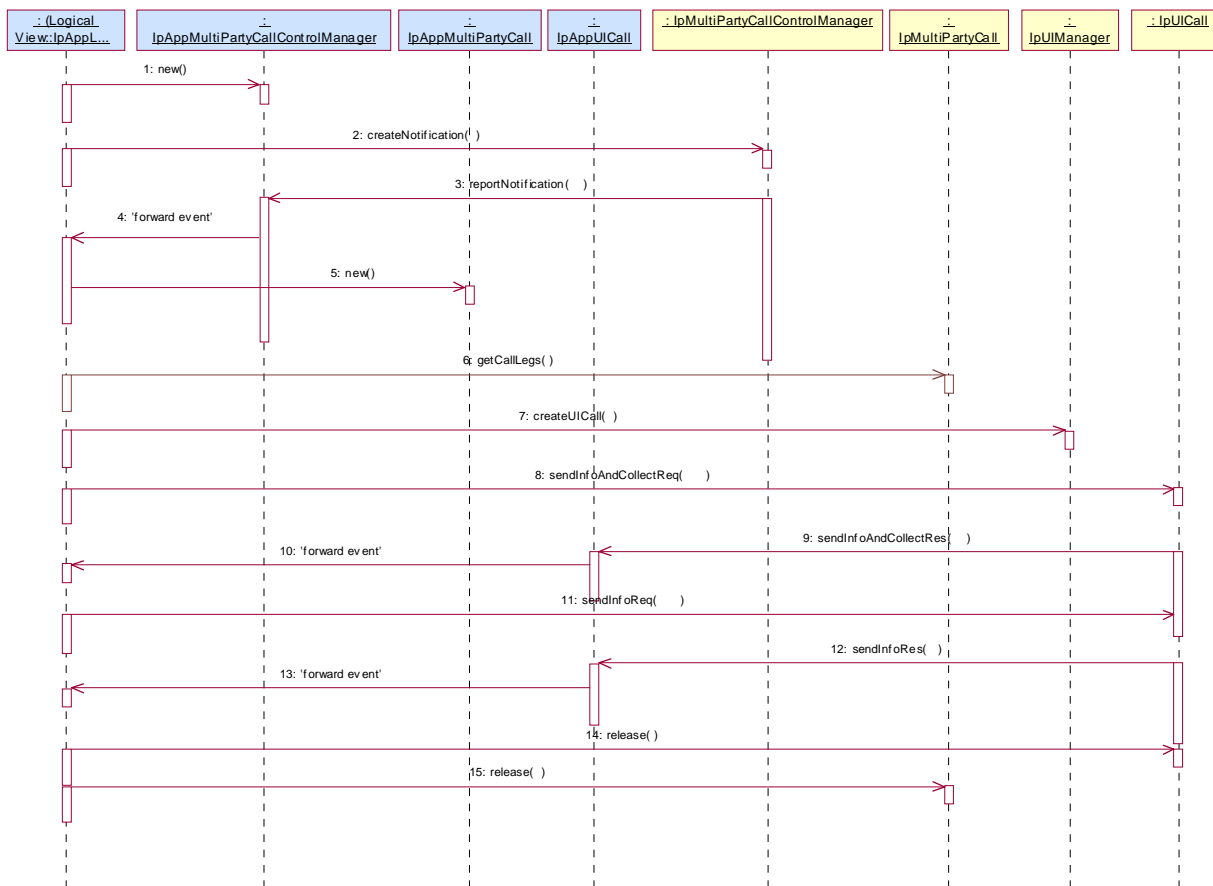 : (Logical
View::IpAppL...
:
IpAppMultiPartyCallControlManager
:
IpAppMultiPartyCall
:
IpAppUICall
: IpMultiPartyCallControlManager
:
IpMultiPartyCall
:
IpUIManager
: IpUICall
1: new()
2: createNotification( )
3: reportNotification( )
4: 'forward event'
5: new()
6: getCallLegs( )
7: createUICall( )
8: sendInfoAndCollectReq( )
9: sendInfoAndCollectRes( )
10: 'forward event'
11: sendInfoReq( )
12: sendInfoRes( )
13: 'forward event'
14: release( )
15: release( )